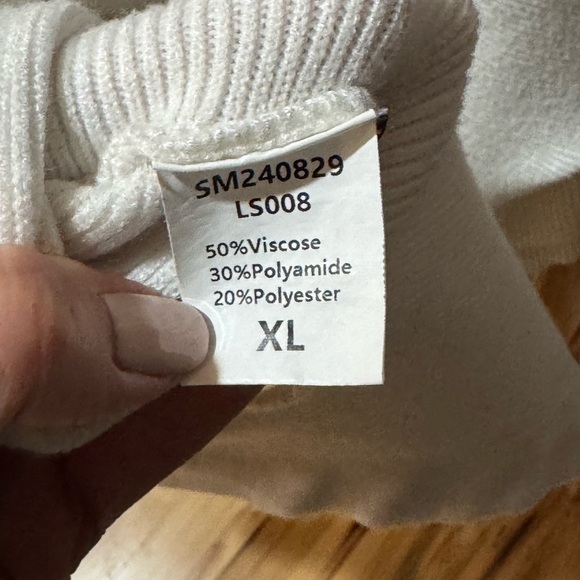 SM240829
LS008
50%Viscose
30%Polyamide
20%Polyester
XL